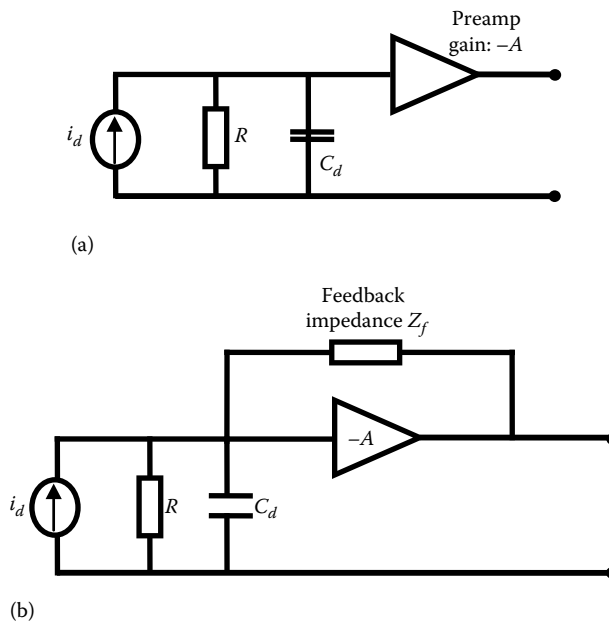 Preamp
gain: –A
i_d
R
C_d
(a)
Feedback
impedance Z_f
–A
i_d
R
C_d
(b)